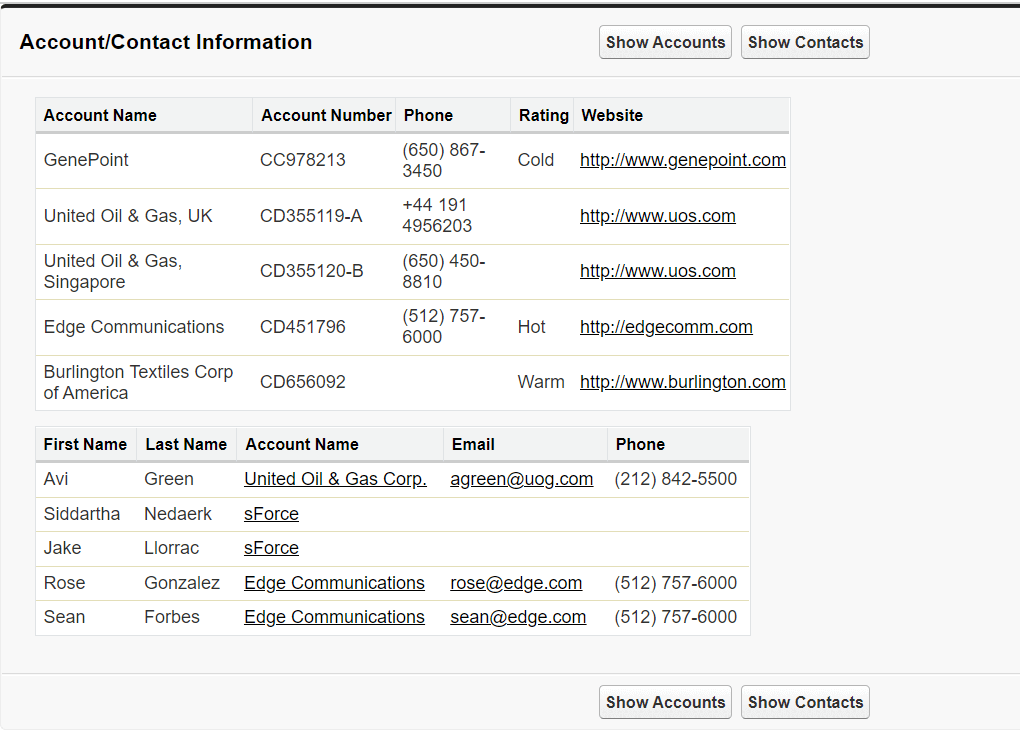 Account/Contact Information Show Accounts Show Contacts
Account Name Account Number Phone Rating Website
GenePoint CC978213 (650) 867-3450 Cold http://www.genepoint.com
United Oil & Gas, UK CD355119-A +44 191 4956203 http://www.uos.com
United Oil & Gas, Singapore CD355120-B (650) 450-8810 http://www.uos.com
Edge Communications CD451796 (512) 757-6000 Hot http://edgecomm.com
Burlington Textiles Corp of America CD656092 Warm http://www.burlington.com
First Name Last Name Account Name Email Phone
Avi Green United Oil & Gas Corp. agreen@uog.com (212) 842-5500
Siddartha Nedaerk sForce
Jake Llorrac sForce
Rose Gonzalez Edge Communications rose@edge.com (512) 757-6000
Sean Forbes Edge Communications sean@edge.com (512) 757-6000
Show Accounts Show Contacts